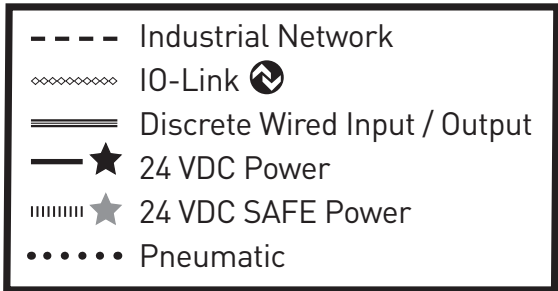 Industrial Network
IO-Link
Discrete Wired Input / Output
24 VDC Power
24 VDC SAFE Power
Pneumatic